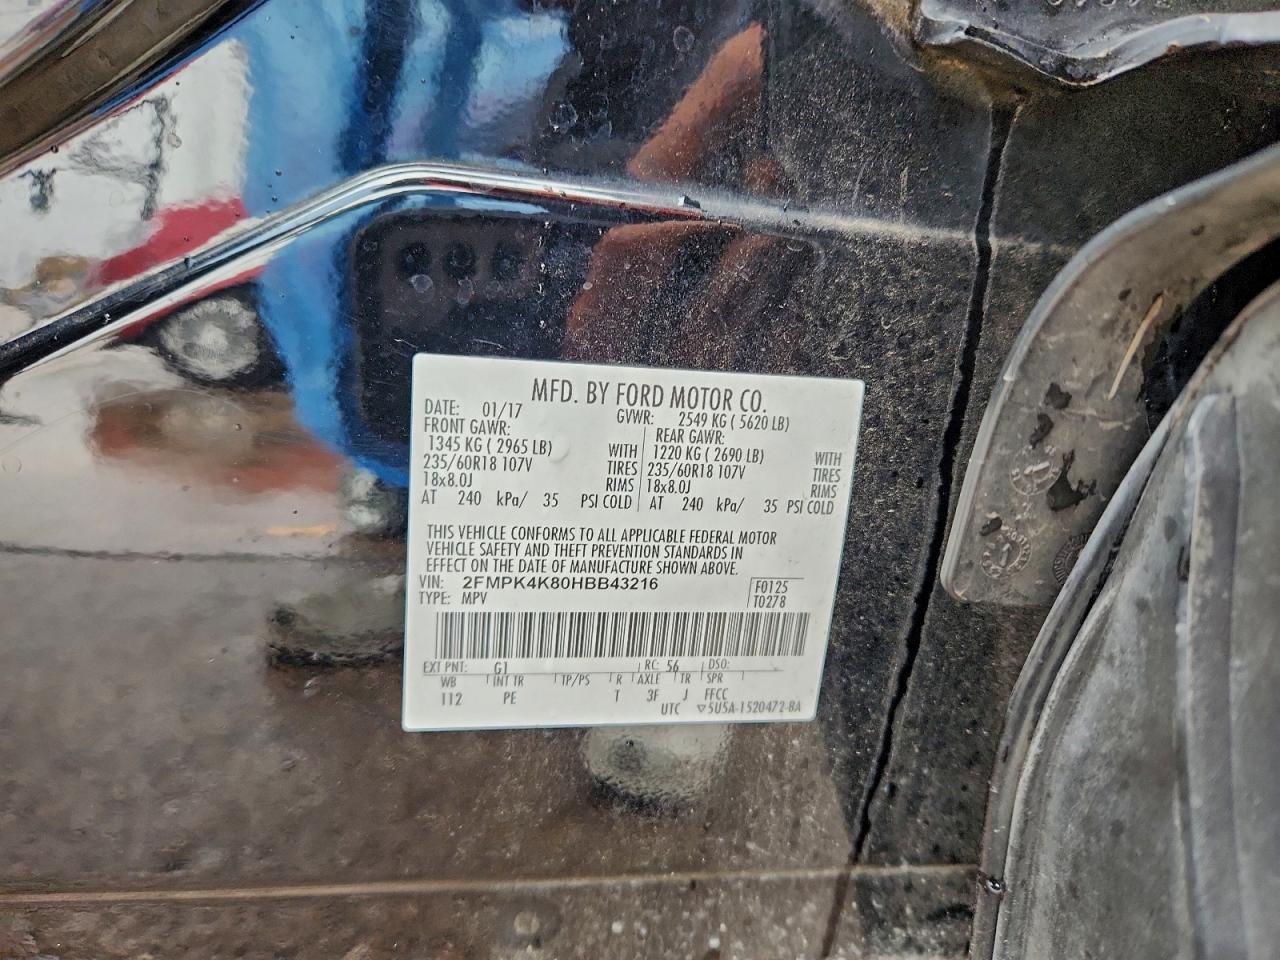 MFD. BY FORD MOTOR CO.
DATE: 01/17 GVWR: 2549 KG ( 5620 LB)
FRONT GAWR: REAR GAWR:
1345 KG ( 2965 LB) WITH 1220 KG ( 2690 LB) WITH
235/60R18 107V TIRES 235/60R18 107V TIRES
18x8.0J RIMS 18x8.0J RIMS
AT 240 kPa/ 35 PSI COLD AT 240 kPa/ 35 PSI COLD
THIS VEHICLE CONFORMS TO ALL APPLICABLE FEDERAL MOTOR
VEHICLE SAFETY AND THEFT PREVENTION STANDARDS IN
EFFECT ON THE DATE OF MANUFACTURE SHOWN ABOVE.
VIN: 2FMPK4K80HBB43216 F0125
TYPE: MPV T0278
EXT PNT: G1 RC: 56 DSO:
WB INT TR TP/PS R AXLE TR SPR
112 PE T 3F J FFCC
UTC ▽5U5A-1520472-BA